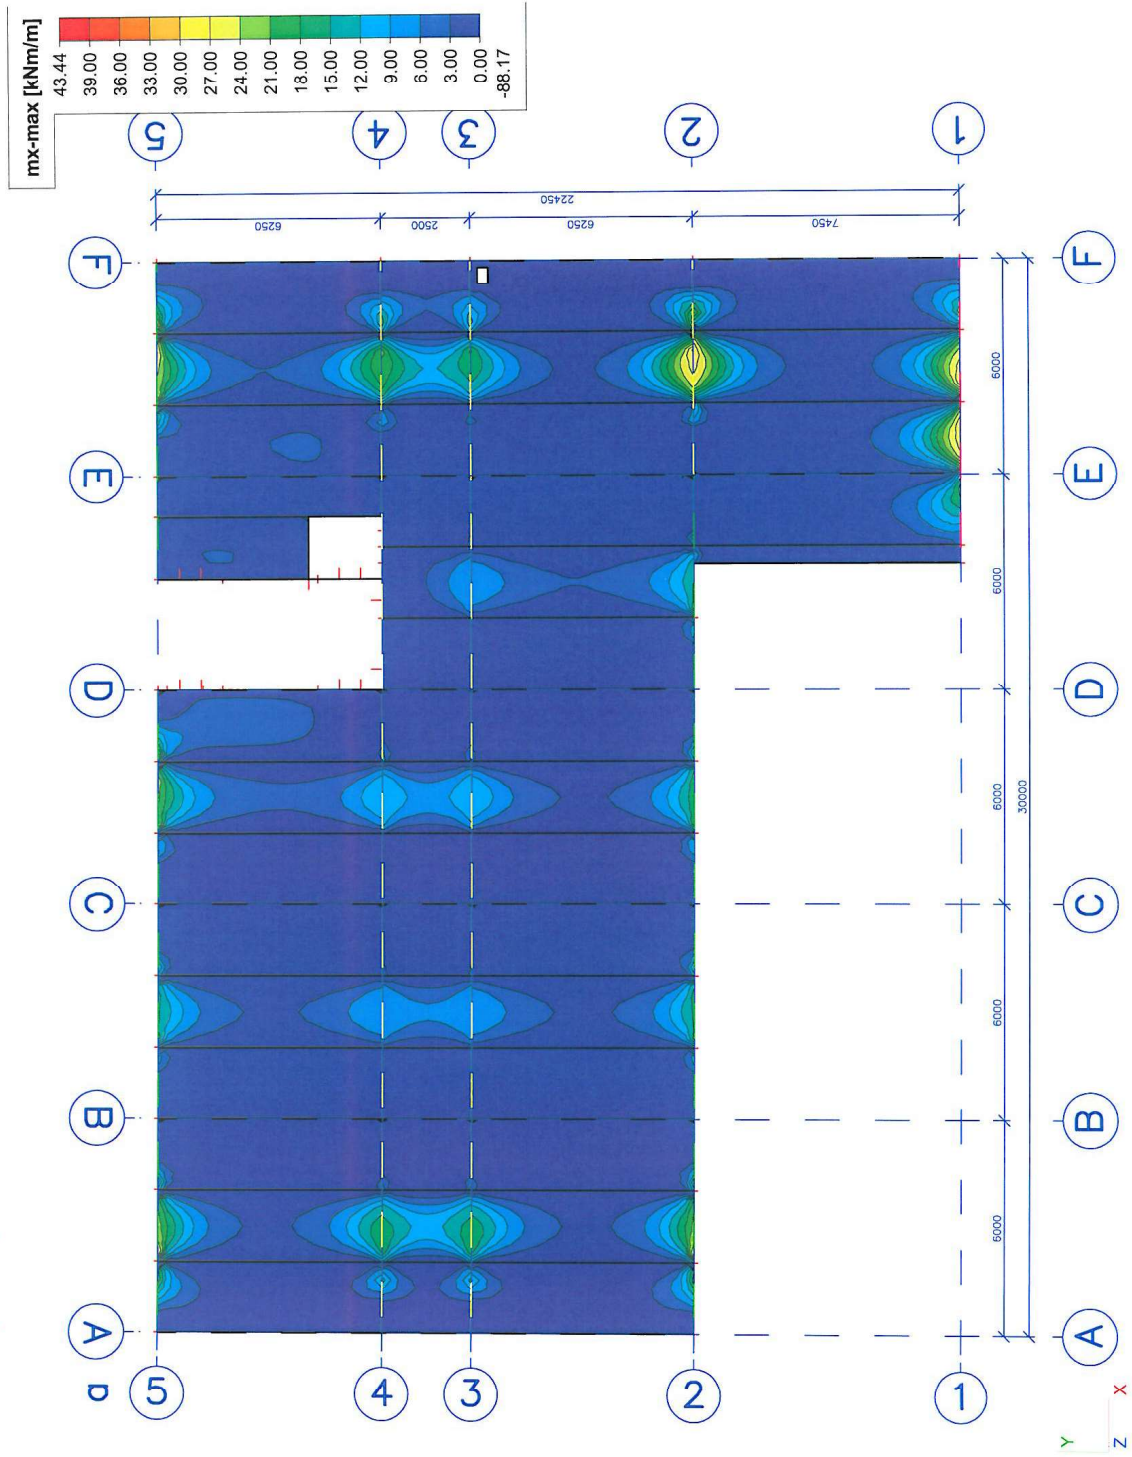 mx-max [kNm/m]
43.44
39.00
36.00
33.00
30.00
27.00
24.00
21.00
18.00
15.00
12.00
9.00
6.00
3.00
0.00
-88.17
5
4
3
2
1
22450
6250
2500
6250
7450
F
F
6000
E
E
6000
D
D
6000
30000
C
C
6000
B
B
6000
A
A
a
5
4
3
2
1
Y
Z
X